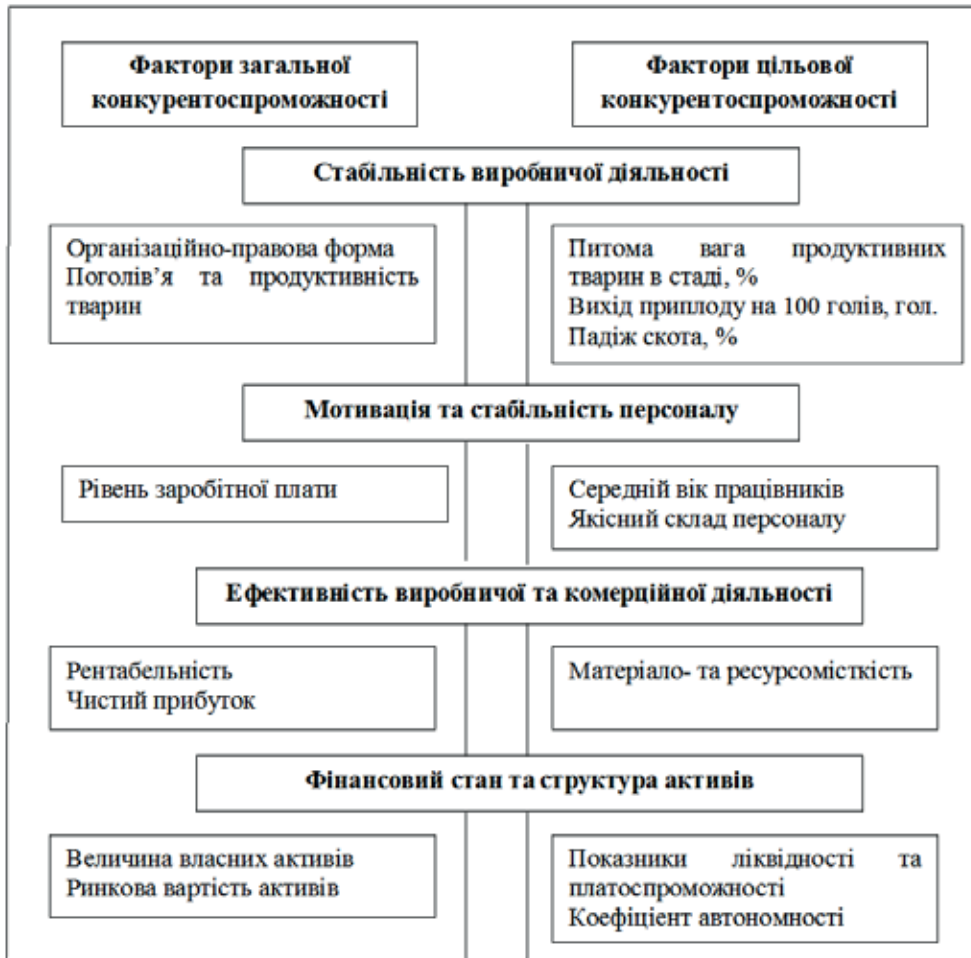 Фактори загальної
конкурентоспроможності
Фактори цільової
конкурентоспроможності
Стабільність виробничої діяльності
Організаційно-правова форма
Поголів’я та продуктивність
тварин
Питома вага продуктивних
тварин в стаді, %
Вихід приплоду на 100 голів, гол.
Падіж скота, %
Мотивація та стабільність персоналу
Рівень заробітної плати
Середній вік працівників
Якісний склад персоналу
Ефективність виробничої та комерційної діяльності
Рентабельність
Чистий прибуток
Матеріало- та ресурсомісткість
Фінансовий стан та структура активів
Величина власних активів
Ринкова вартість активів
Показники ліквідності та
платоспроможності
Коефіцієнт автономності